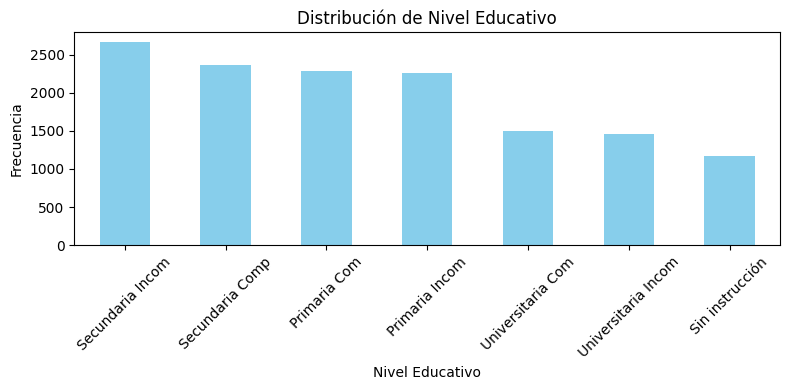 Distribución de Nivel Educativo
Frecuencia
2500
2000
1500
1000
500
0
Secundaria Incom
Secundaria Comp
Primaria Com
Primaria Incom
Universitaria Com
Universitaria Incom
Sin instrucción
Nivel Educativo